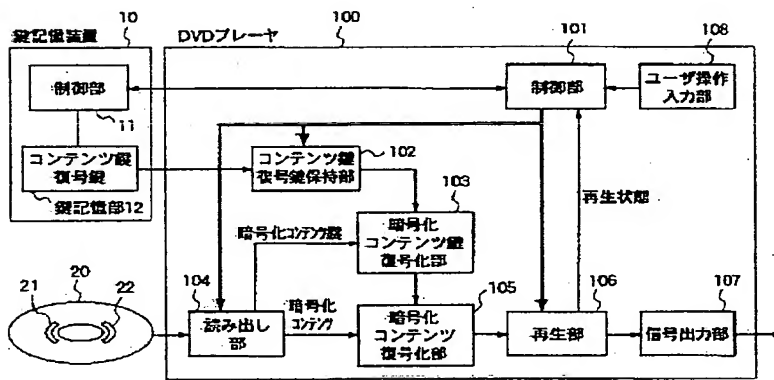 10
鍵記憶装置
制御部
11
コンテンツ鍵
復号鍵
鍵記憶部12
100
DVDプレーヤ
101
制御部
108
ユーザ操作
入力部
コンテンツ鍵
復号鍵保持部
102
103
暗号化
コンテンツ鍵
復号化部
再生状態
暗号化コンテンツ鍵
20
21
22
104
読み出し
部
暗号化
コンテンツ
暗号化
コンテンツ
復号化部
105
106
再生部
107
信号出力部